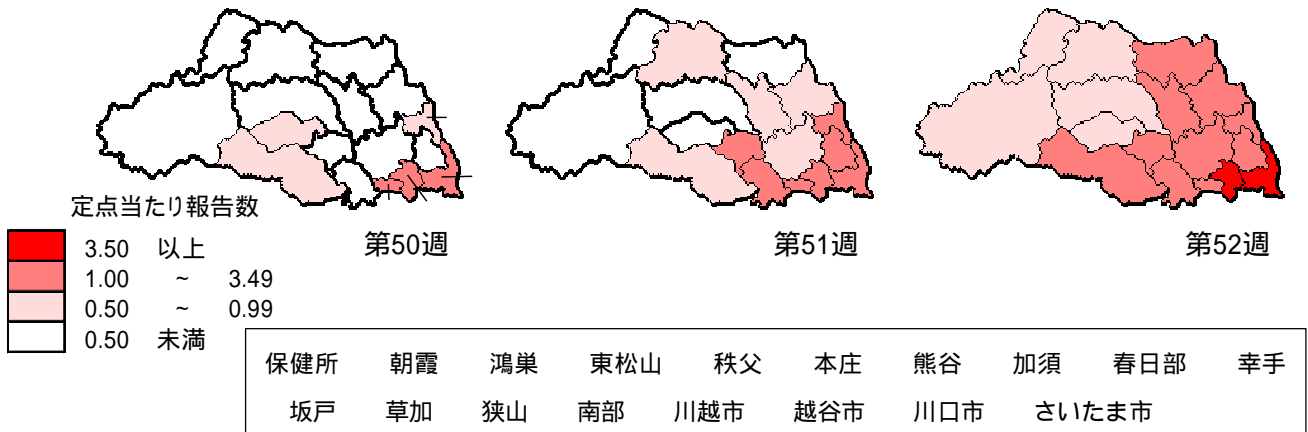 定点当たり報告数
第50週 第51週 第52週
3.50 以上
1.00 ~ 3.49
0.50 ~ 0.99
0.50 未満
保健所 朝霞 鴻巣 東松山 秩父 本庄 熊谷 加須 春日部 幸手
坂戸 草加 狭山 南部 川越市 越谷市 川口市 さいたま市